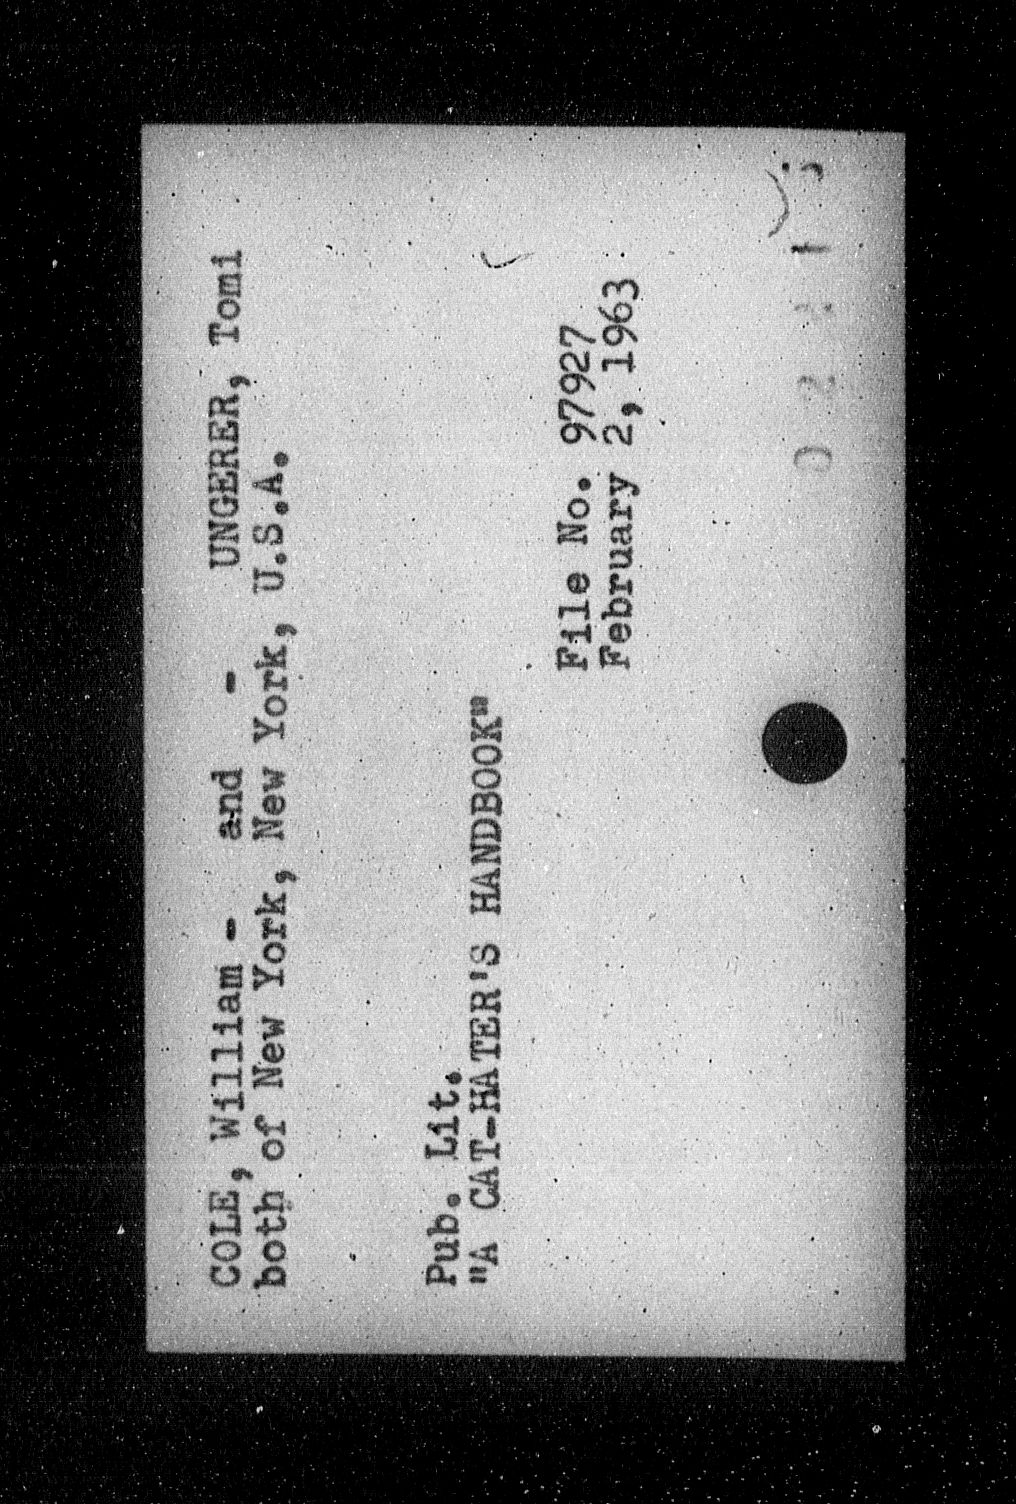 COLE, William - and - UNGERER, Tomi
both of New York, New York, U.S.A.
Pub. Lit.
"A CAT-HATER'S HANDBOOK"
File No. 97927
February 2, 1963